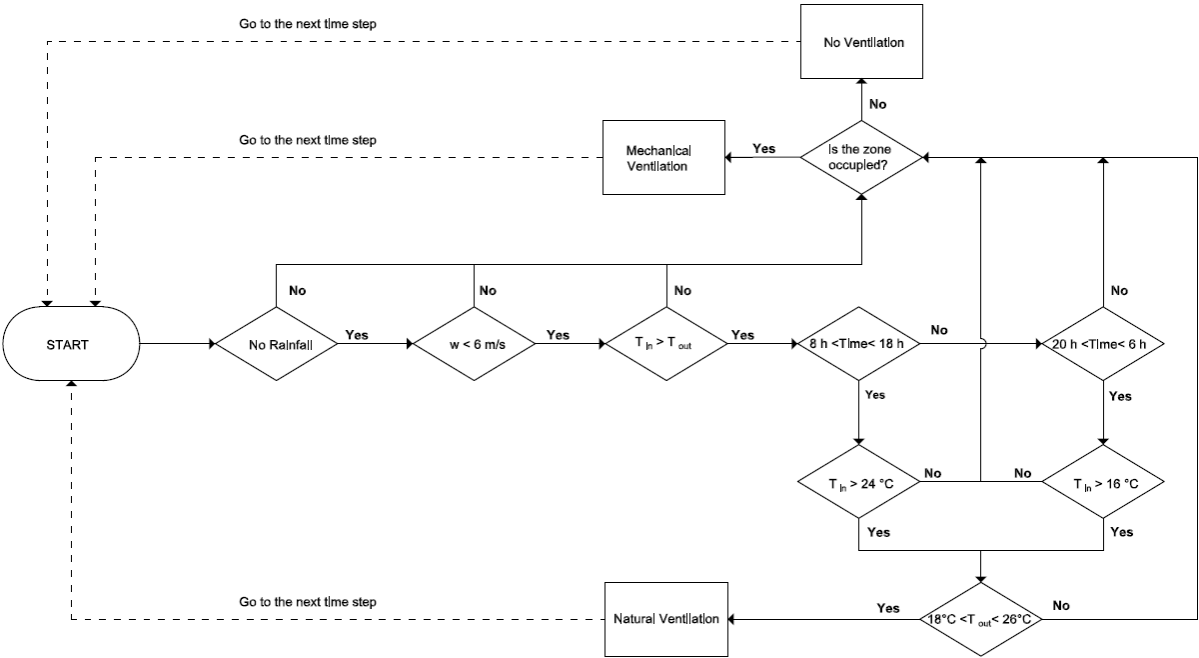 Go to the next time step
No Ventilation
No
Go to the next time step
Mechanical
Ventilation
Yes
Is the zone
occupied?
No
No
No
No
START
No Rainfall
Yes
w < 6 m/s
Yes
T in > T out
Yes
8 h <Time< 18 h
No
20 h <Time< 6 h
Yes
Yes
T in > 24 °C
No
No
T in > 16 °C
Yes
Yes
Go to the next time step
Natural Ventilation
Yes
18°C <T out< 26°C
No